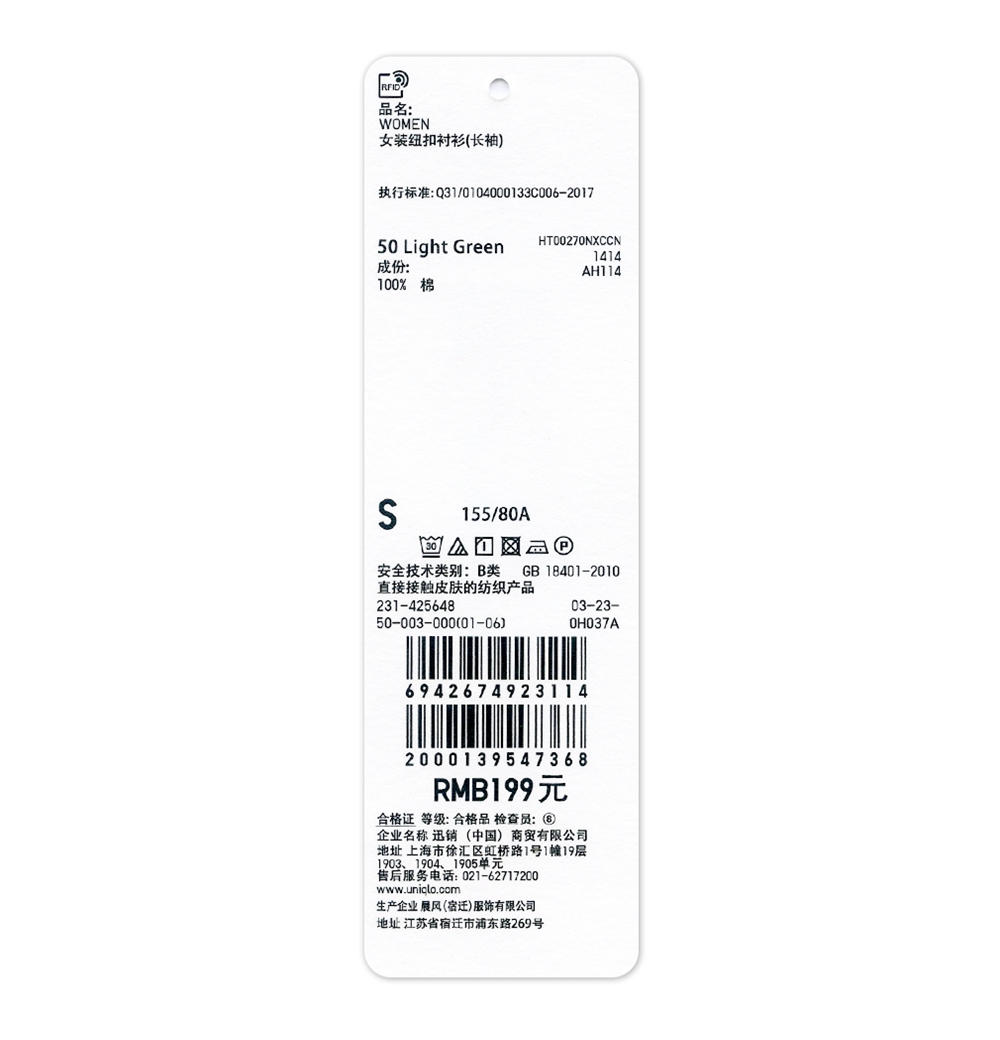 RFID
品名:
WOMEN
女装纽扣衬衫(长袖)
执行标准:Q31/0104000133C006-2017
50 Light Green
HT00270NXCCN
1414
成份:
AH114
100% 棉
S 155/80A
30 P
安全技术类别: B类 GB 18401-2010
直接接触皮肤的纺织产品
231-425648 03-23-
50-003-000(01-06) 0H037A
6942674923114
2000139547368
RMB199元
合格证 等级: 合格品 检查员: ⑥
企业名称 迅销（中国）商贸有限公司
地址 上海市徐汇区虹桥路1号1幢19层
1903、1904、1905单元
售后服务电话: 021-62717200
www.uniqlo.com
生产企业 晨风(宿迁)服饰有限公司
地址 江苏省宿迁市浦东路269号